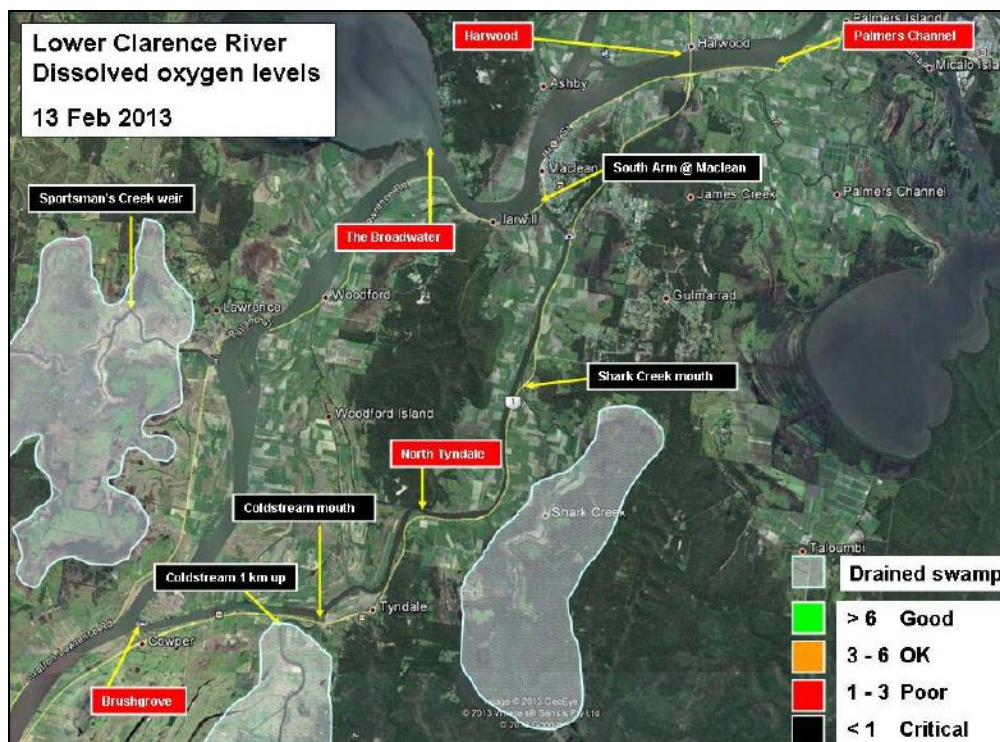 Lower Clarence River
Dissolved oxygen levels
13 Feb 2013
Harwood
Harwood
Palmers Island
Palmers Channel
Micalo Isla
Ashby
Maclean
South Arm @ Maclean
James Creek
Palmers Channel
Sportsman's Creek weir
The Broadwater
Ilarwill
Lawrence
Woodford
Gulmarrad
Shark Creek mouth
1
Woodford Island
North Tyndale
Coldstream mouth
Shark Creek
Taloumbi
Coldstream 1 km up
Tyndale
Cowper
Brushgrove
Drained swamp
> 6 Good
3 - 6 OK
1 - 3 Poor
< 1 Critical
Image © 2013 GeoEye